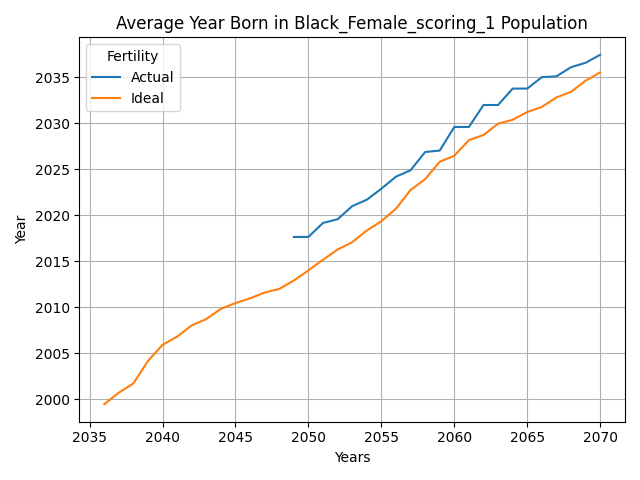 Average Year Born in Black_Female_scoring_1 Population
Fertility
Actual
Ideal
Year
2035
2030
2025
2020
2015
2010
2005
2000
2035 2040 2045 2050 2055 2060 2065 2070
Years